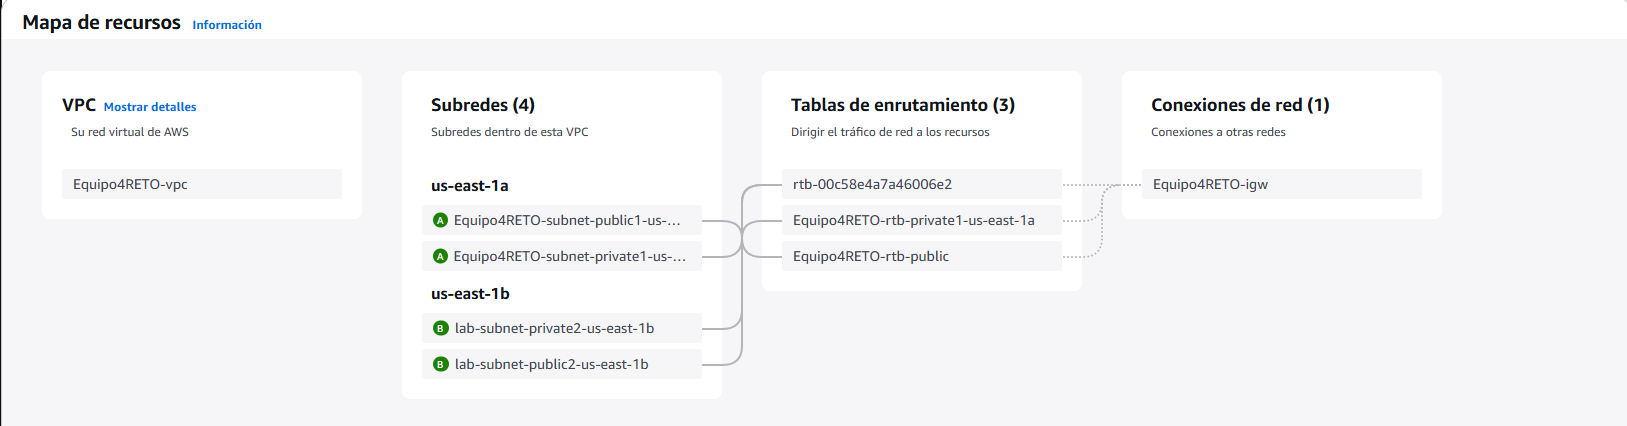 Mapa de recursos Información
VPC Mostrar detalles
Su red virtual de AWS
Equipo4RETO-vpc
Subredes (4)
Subredes dentro de esta VPC
us-east-1a
A Equipo4RETO-subnet-public1-us-...
A Equipo4RETO-subnet-private1-us-...
us-east-1b
B lab-subnet-private2-us-east-1b
B lab-subnet-public2-us-east-1b
Tablas de enrutamiento (3)
Dirigir el tráfico de red a los recursos
rtb-00c58e4a7a46006e2
Equipo4RETO-rtb-private1-us-east-1a
Equipo4RETO-rtb-public
Conexiones de red (1)
Conexiones a otras redes
Equipo4RETO-igw